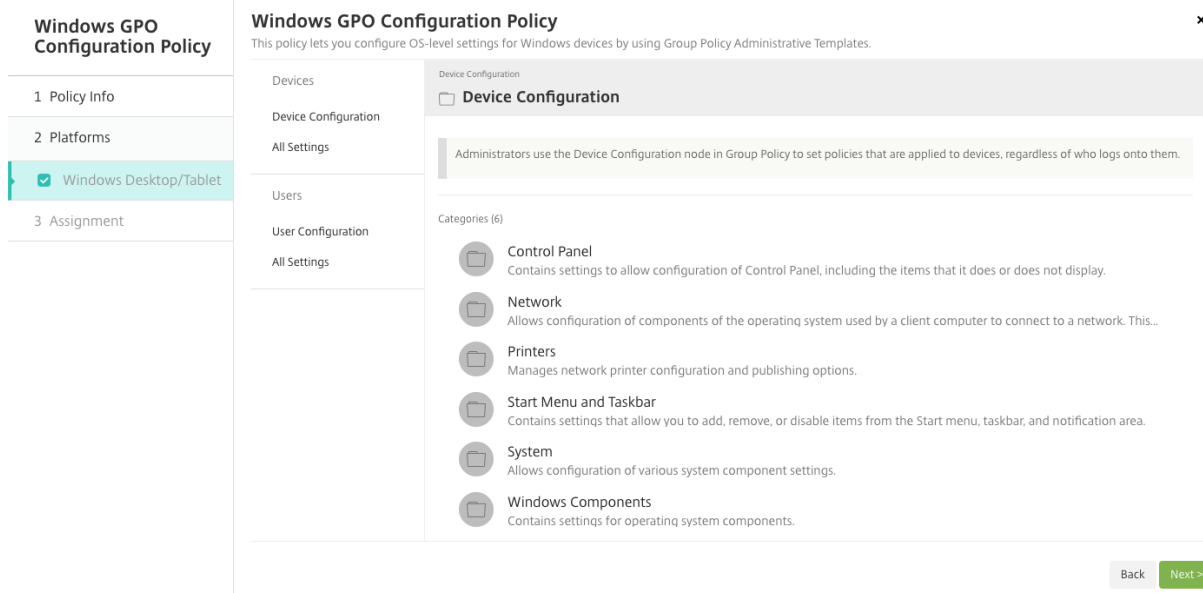 Windows GPO
Configuration Policy
1 Policy Info
2 Platforms
Windows Desktop/Tablet
3 Assignment
Windows GPO Configuration Policy
This policy lets you configure OS-level settings for Windows devices by using Group Policy Administrative Templates.
Devices
Device Configuration
All Settings
Users
User Configuration
All Settings
Device Configuration
Device Configuration
Administrators use the Device Configuration node in Group Policy to set policies that are applied to devices, regardless of who logs onto them.
Categories (6)
Control Panel
Contains settings to allow configuration of Control Panel, including the items that it does or does not display.
Network
Allows configuration of components of the operating system used by a client computer to connect to a network. This...
Printers
Manages network printer configuration and publishing options.
Start Menu and Taskbar
Contains settings that allow you to add, remove, or disable items from the Start menu, taskbar, and notification area.
System
Allows configuration of various system component settings.
Windows Components
Contains settings for operating system components.
Back
Next >